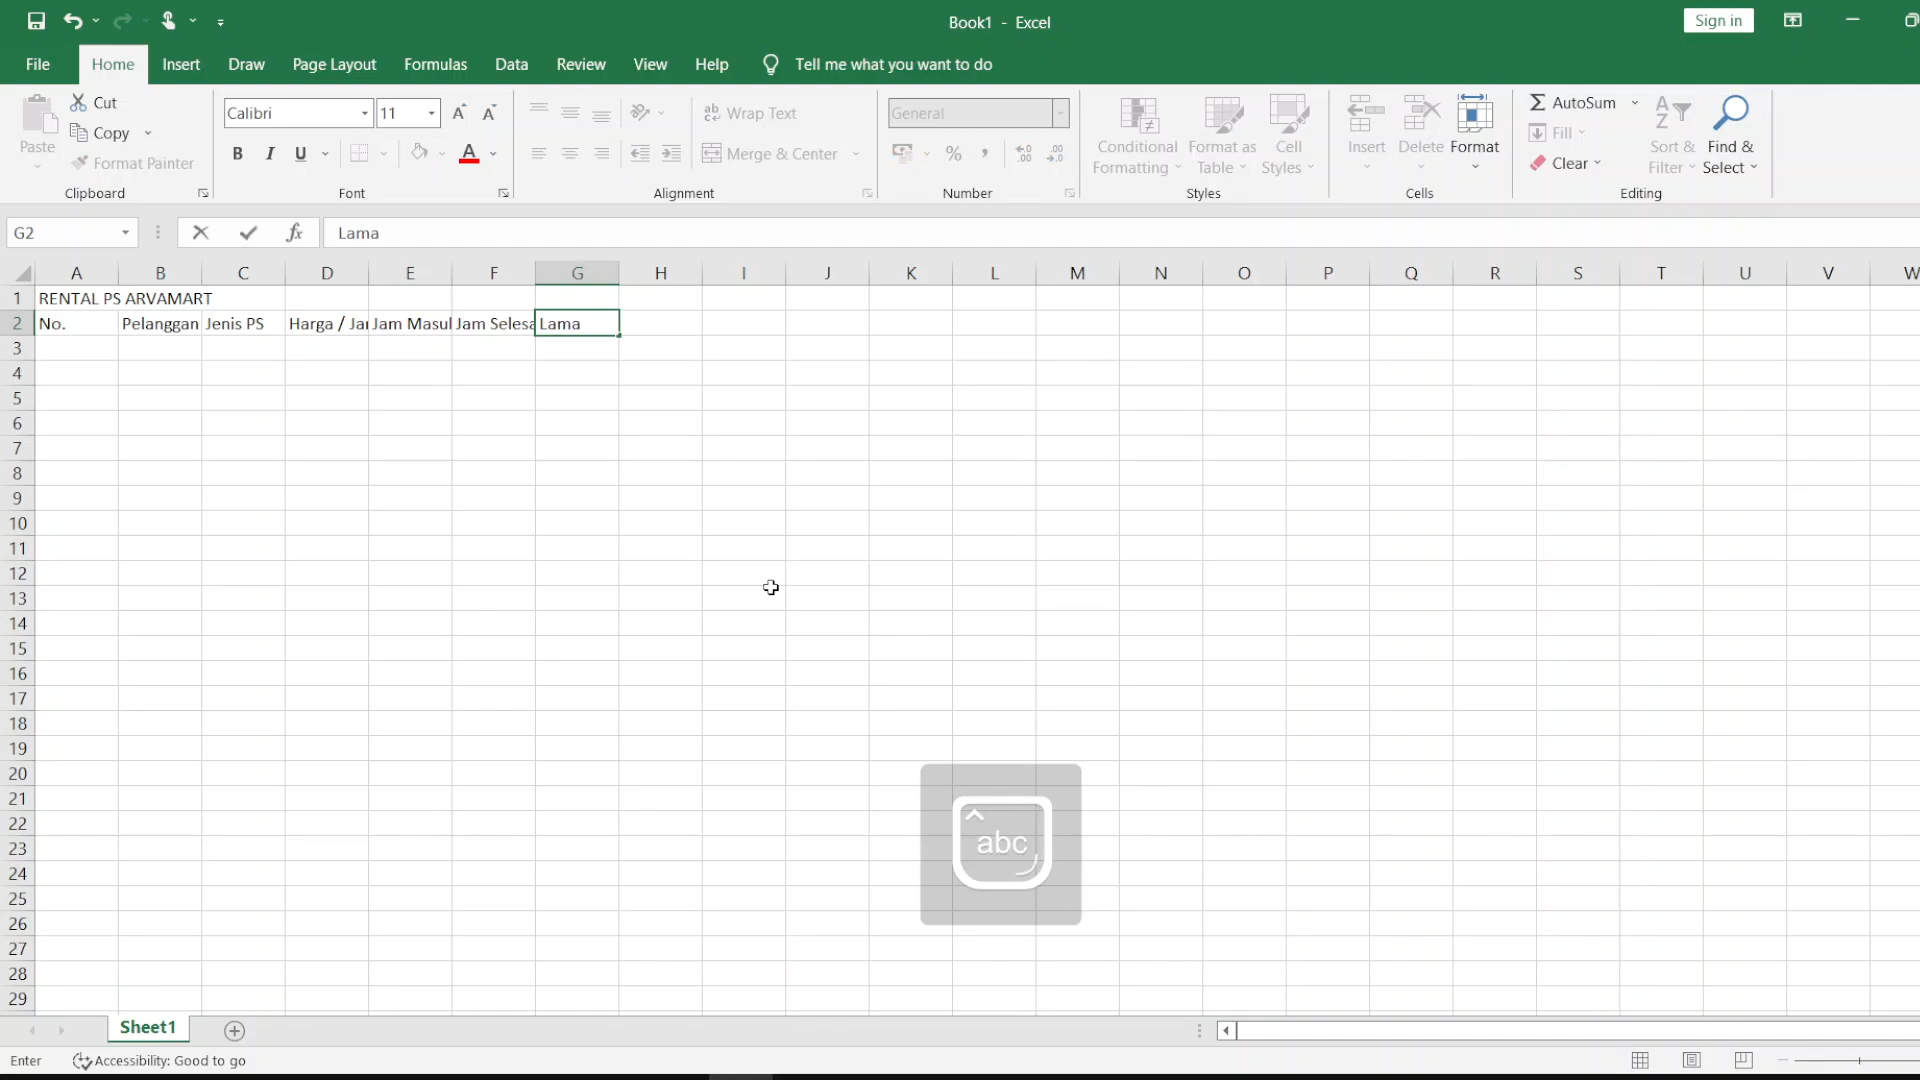 Book1 - Excel
Sign in
File Home Insert Draw Page Layout Formulas Data Review View Help Tell me what you want to do
Paste
Cut
Copy
Format Painter
Clipboard
Calibri 11
B I U A
Font
Wrap Text
Merge & Center
Alignment
General
% ,
Number
Conditional Formatting
Format as Table
Cell Styles
Styles
Insert Delete Format
Cells
AutoSum
Fill
Clear
Sort & Filter
Find & Select
Editing
G2 fx Lama
A B C D E F G H I J K L M N O P Q R S T U V W
1 RENTAL PS ARVAMART
2 No. Pelanggan Jenis PS Harga / Jam Masul Jam Selesa Lama
3
4
5
6
7
8
9
10
11
12
13
14
15
16
17
18
19
20
21
22
23
24
25
26
27
28
29
abc
Sheet1
Enter Accessibility: Good to go